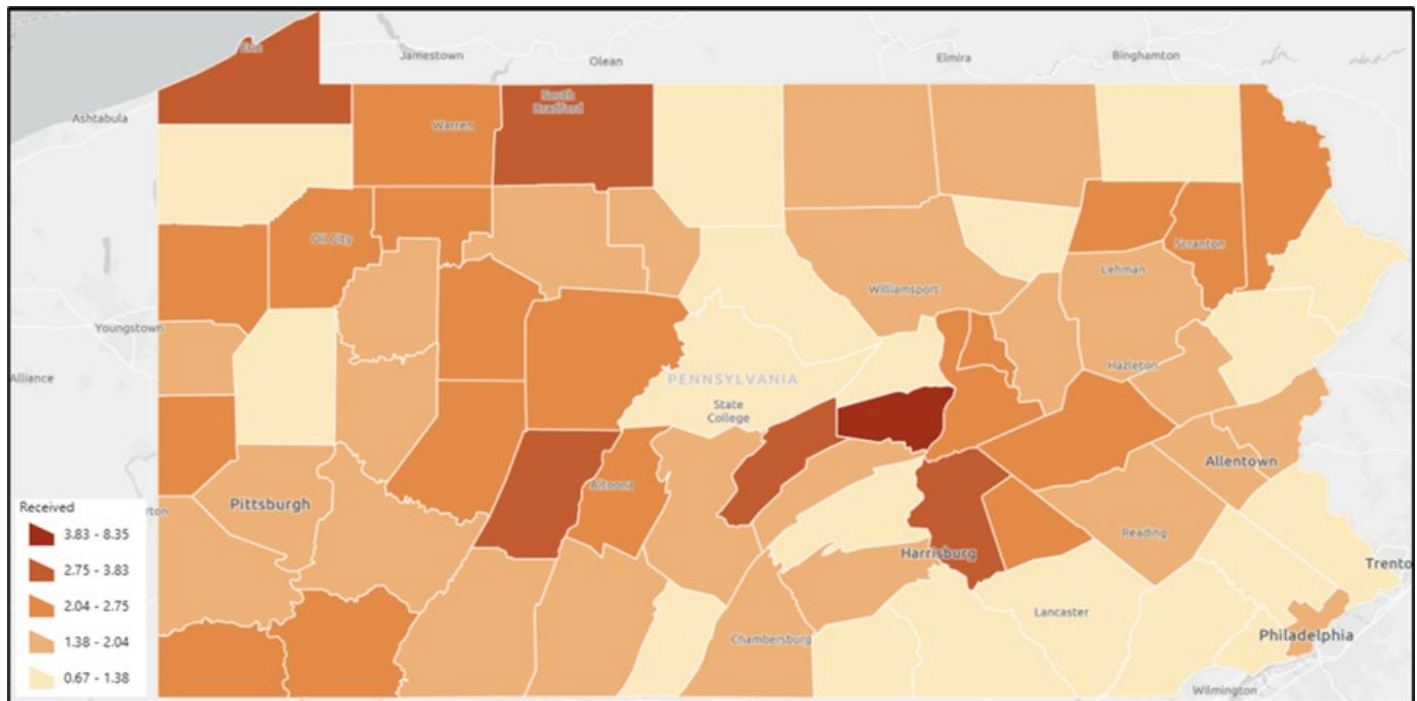 Erie
Jamestown
Olean
Elmira
Binghamton
South
Bradford
Ashtabula
Warren
Oil City
Scranton
Lehman
Williamsport
Youngstown
Hazleton
Alliance
PENNSYLVANIA
State
College
Allentown
Altoona
Pittsburgh
Received
3.83 - 8.35
2.75 - 3.83
2.04 - 2.75
1.38 - 2.04
0.67 - 1.38
rton
Reading
Harrisburg
Trento
Lancaster
Chambersburg
Philadelphia
Wilmington